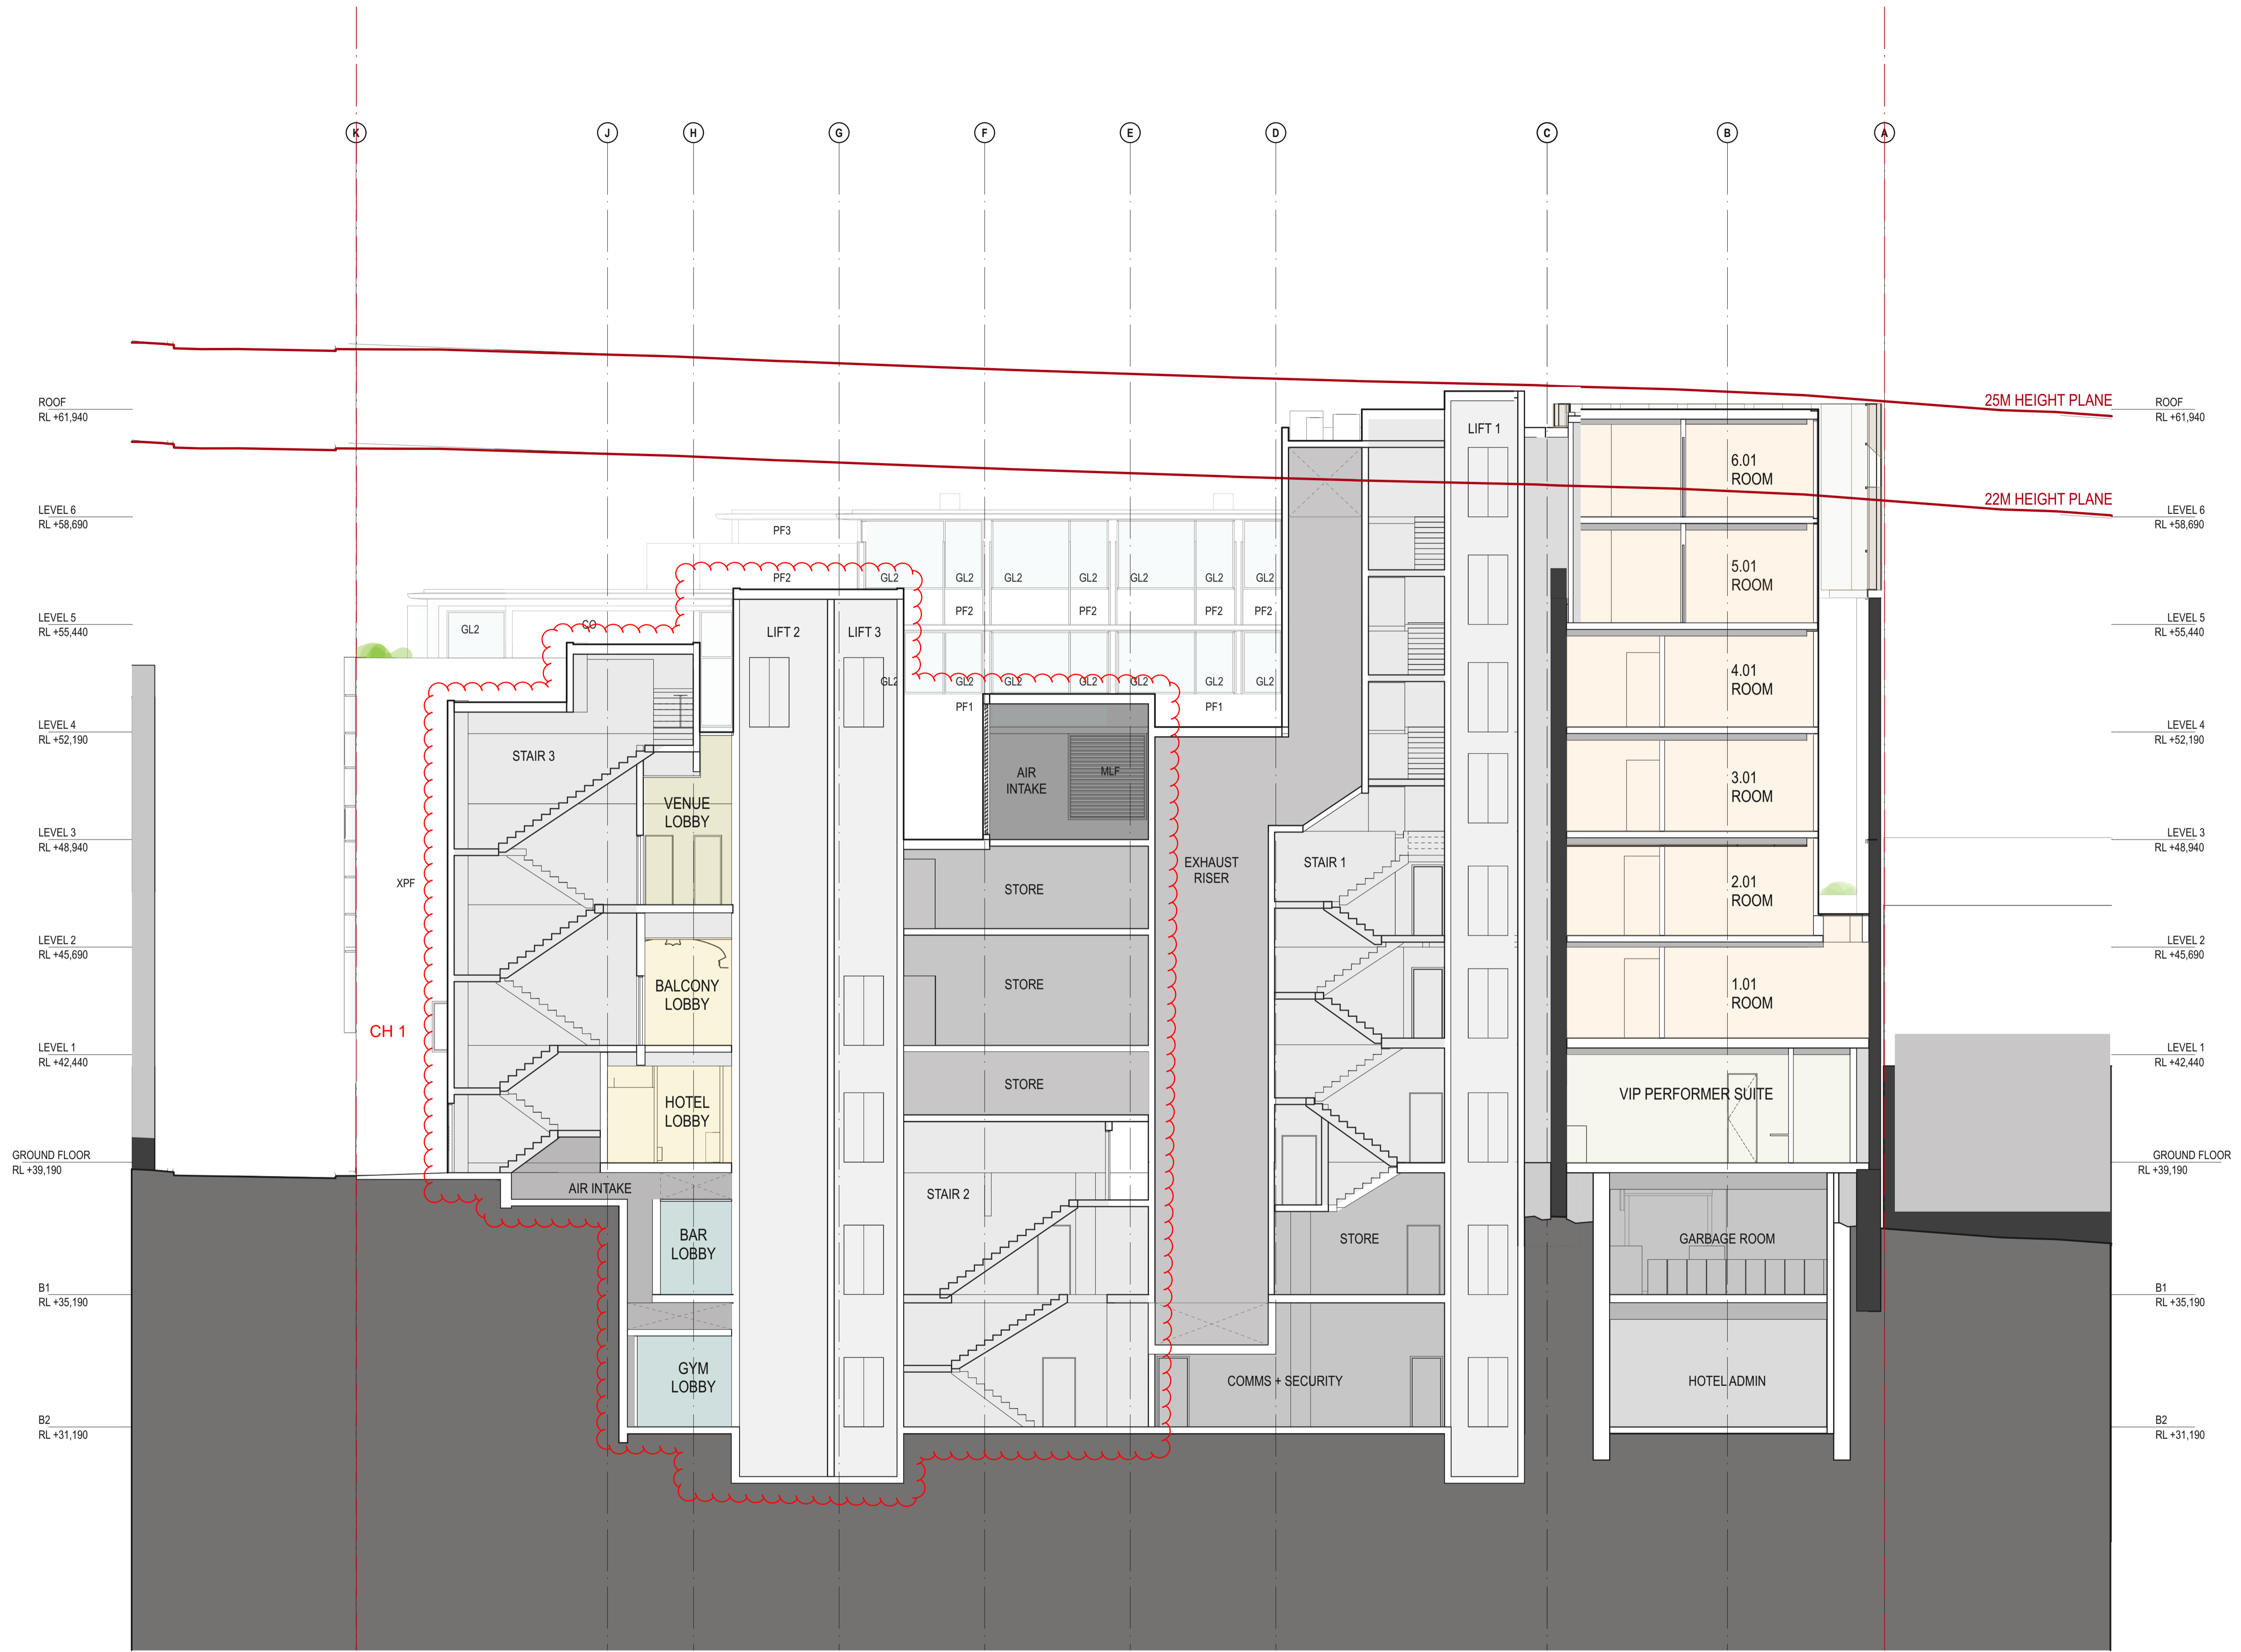 K
J
H
G
F
E
D
C
B
A
25M HEIGHT PLANE
ROOF
RL +61,940
ROOF
RL +61,940
LIFT 1
6.01
ROOM
22M HEIGHT PLANE
LEVEL 6
RL +58,690
LEVEL 6
RL +58,690
PF3
PF2
GL2
GL2
GL2
GL2
GL2
GL2
GL2
5.01
ROOM
PF2
PF2
PF2
PF2
LEVEL 5
RL +55,440
LEVEL 5
RL +55,440
GL2
CO
LIFT 2
LIFT 3
4.01
ROOM
GL2
GL2
GL2
GL2
GL2
GL2
GL2
PF1
PF1
LEVEL 4
RL +52,190
LEVEL 4
RL +52,190
STAIR 3
AIR
INTAKE
MLF
3.01
ROOM
VENUE
LOBBY
LEVEL 3
RL +48,940
LEVEL 3
RL +48,940
XPF
STORE
EXHAUST
RISER
STAIR 1
2.01
ROOM
LEVEL 2
RL +45,690
LEVEL 2
RL +45,690
BALCONY
LOBBY
STORE
1.01
ROOM
CH 1
LEVEL 1
RL +42,440
LEVEL 1
RL +42,440
STORE
HOTEL
LOBBY
VIP PERFORMER SUITE
GROUND FLOOR
RL +39,190
GROUND FLOOR
RL +39,190
AIR INTAKE
STAIR 2
BAR
LOBBY
STORE
GARBAGE ROOM
B1
RL +35,190
B1
RL +35,190
GYM
LOBBY
COMMS + SECURITY
HOTEL ADMIN
B2
RL +31,190
B2
RL +31,190